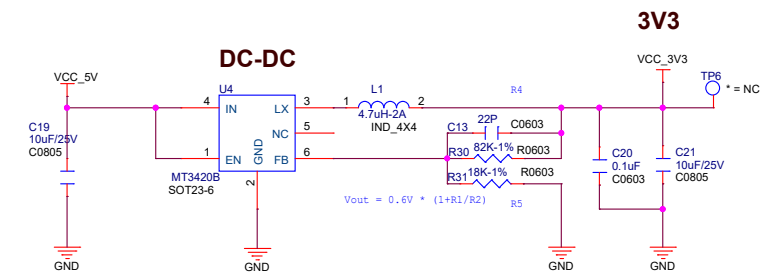 3V3
DC-DC
VCC_5V
VCC_3V3
U4
L1
R4
TP6
* = NC
4
IN
LX
3
1
2
4.7uH-2A
IND_4X4
C19
10uF/25V
C0805
NC
5
C13
22P
C0603
1
EN
GND
FB
6
R30
82K-1%
R0603
C20
0.1uF
C0603
C21
10uF/25V
C0805
MT3420B
SOT23-6
2
R31
18K-1%
R0603
Vout = 0.6V * (1+R1/R2)
R5
GND
GND
GND
GND